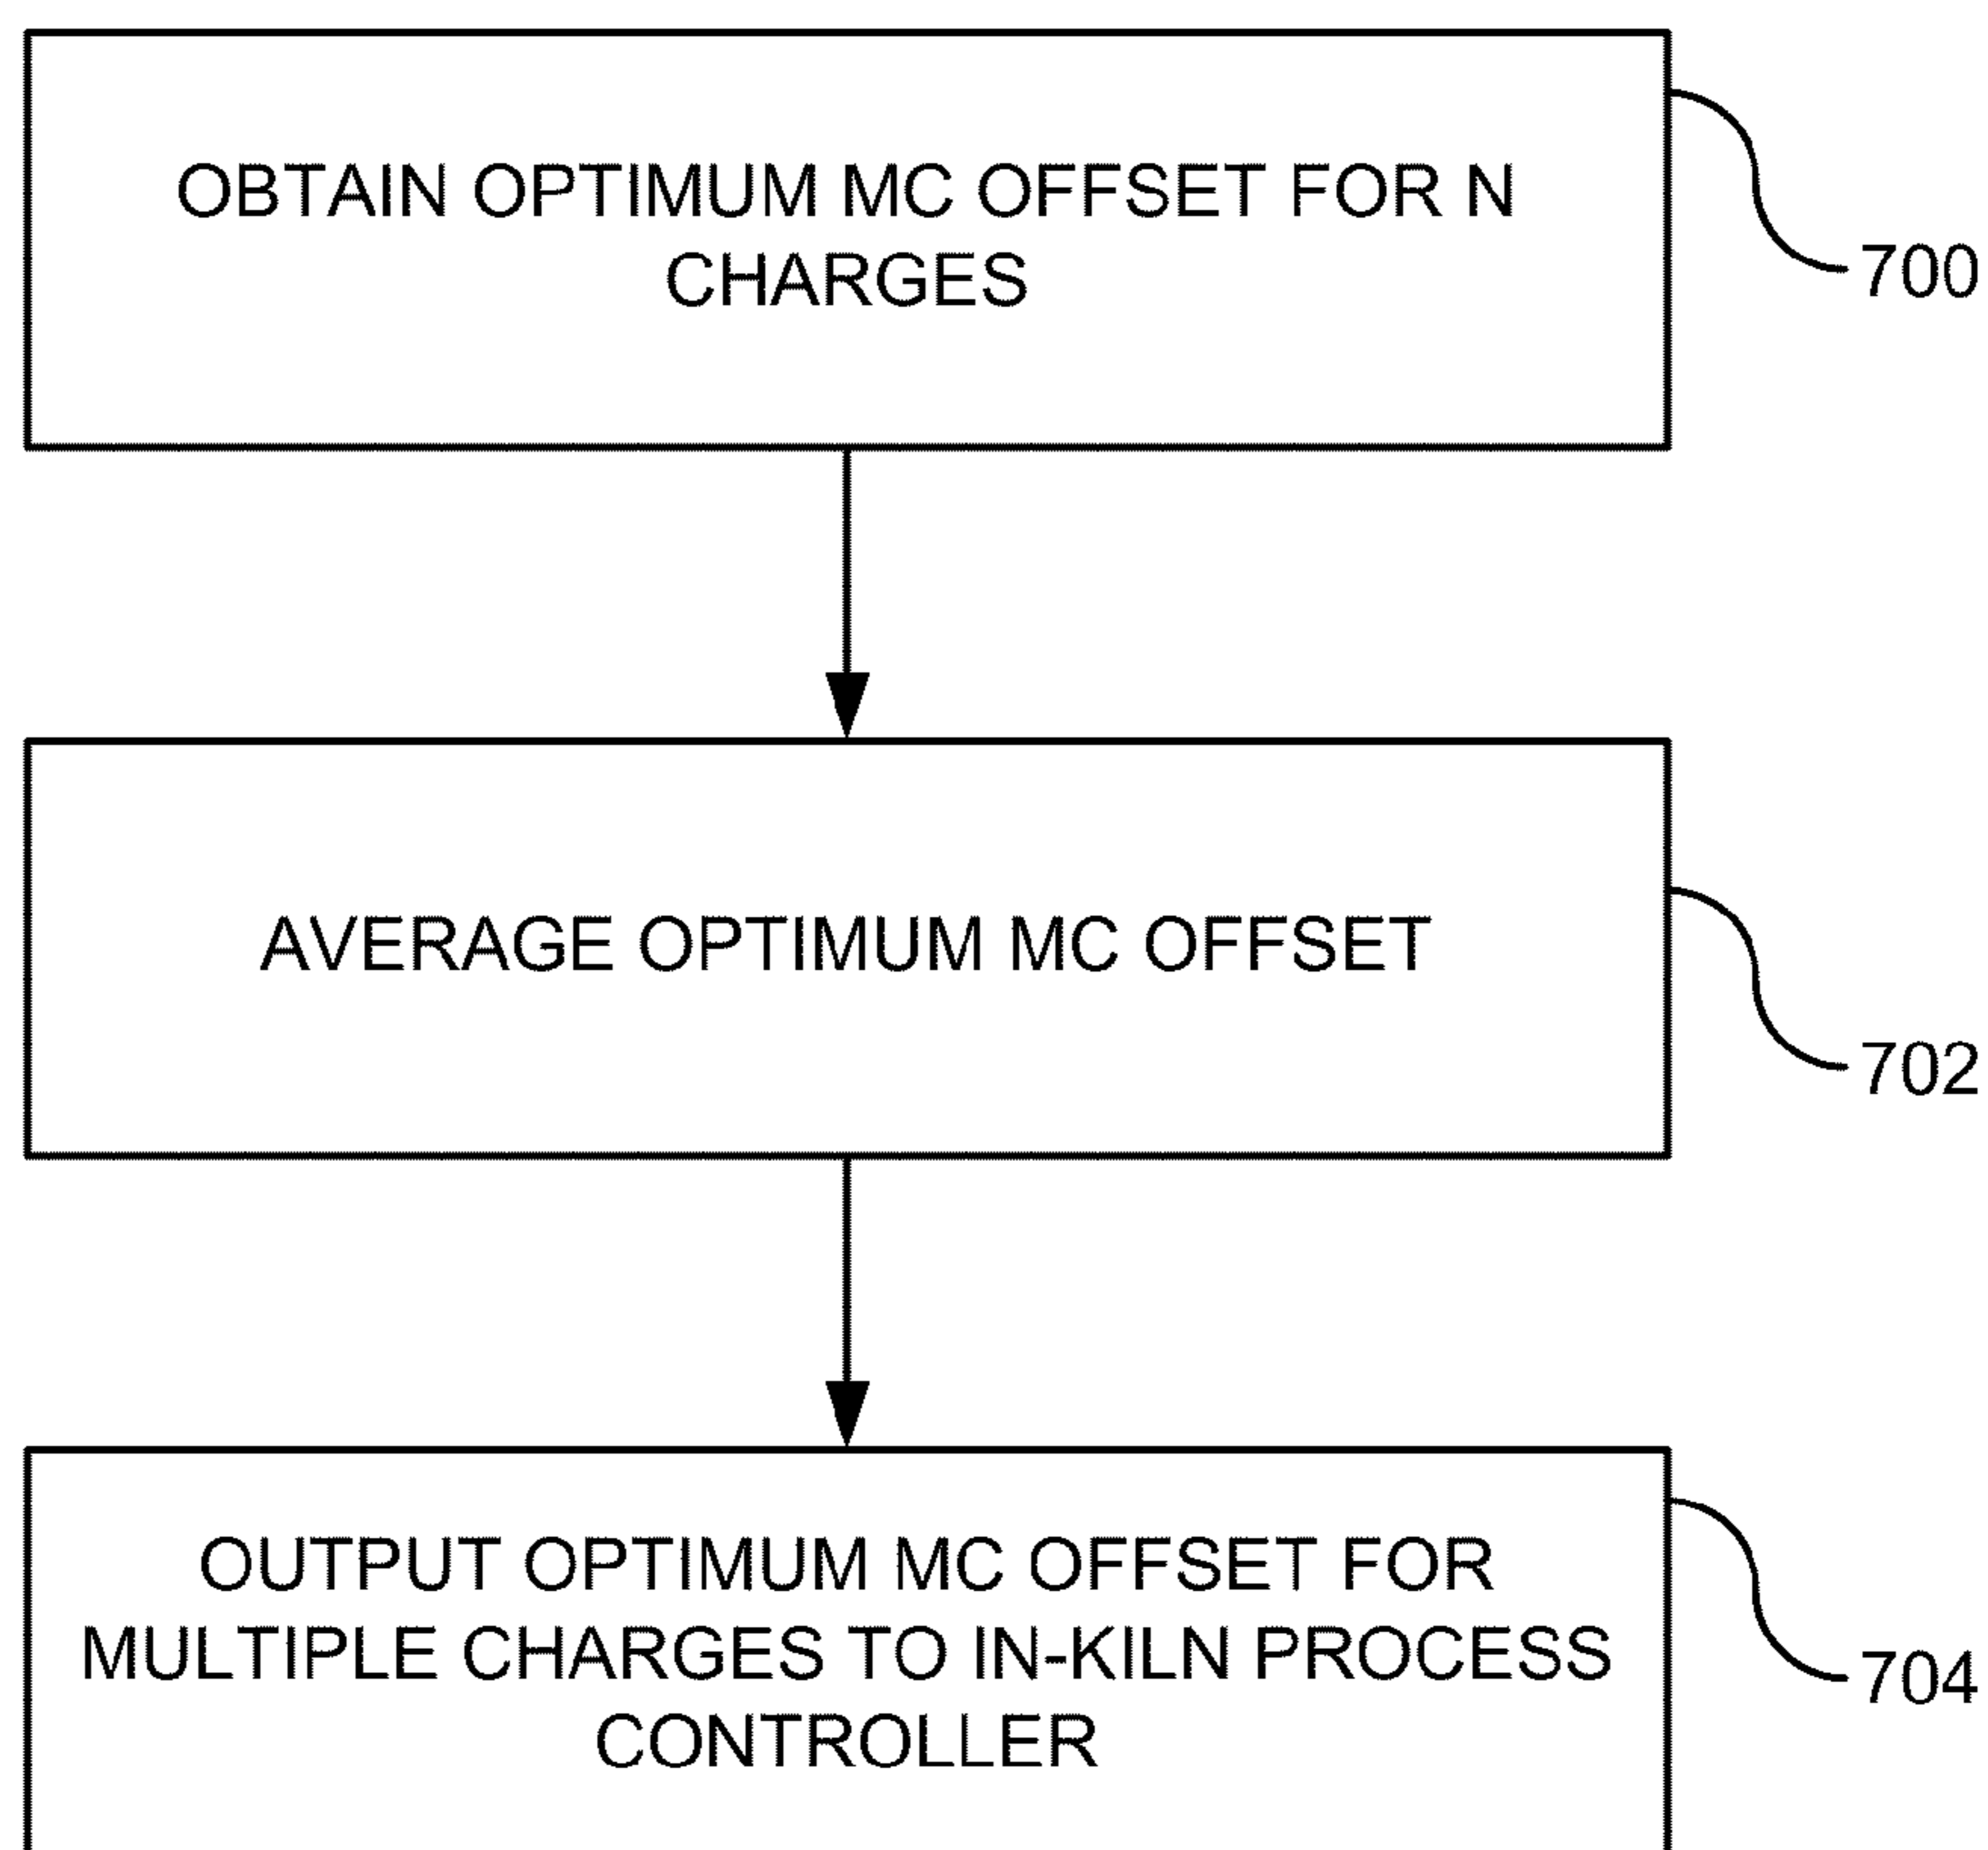 OBTAIN OPTIMUM MC OFFSET FOR N
CHARGES
700
AVERAGE OPTIMUM MC OFFSET
702
OUTPUT OPTIMUM MC OFFSET FOR
MULTIPLE CHARGES TO IN-KILN PROCESS
CONTROLLER
704